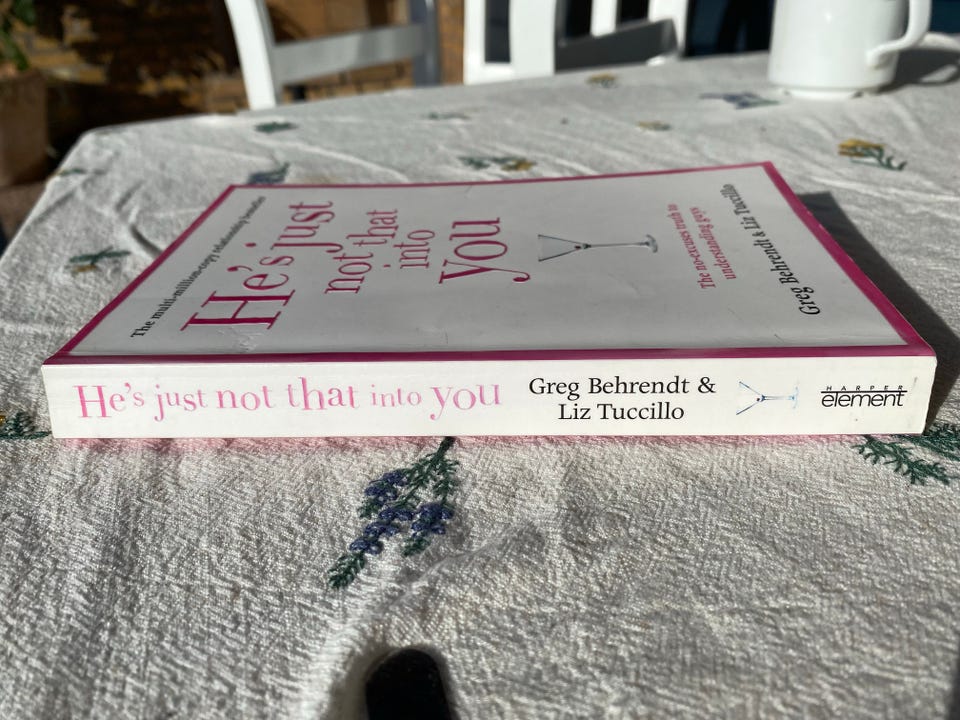 The multi-million-copy relationship bestseller
He's just
not that
into
you
The no-excuses truth to
understanding guys
Greg Behrendt & Liz Tuccillo
He's just not that into you
Greg Behrendt &
Liz Tuccillo
HARPER
element